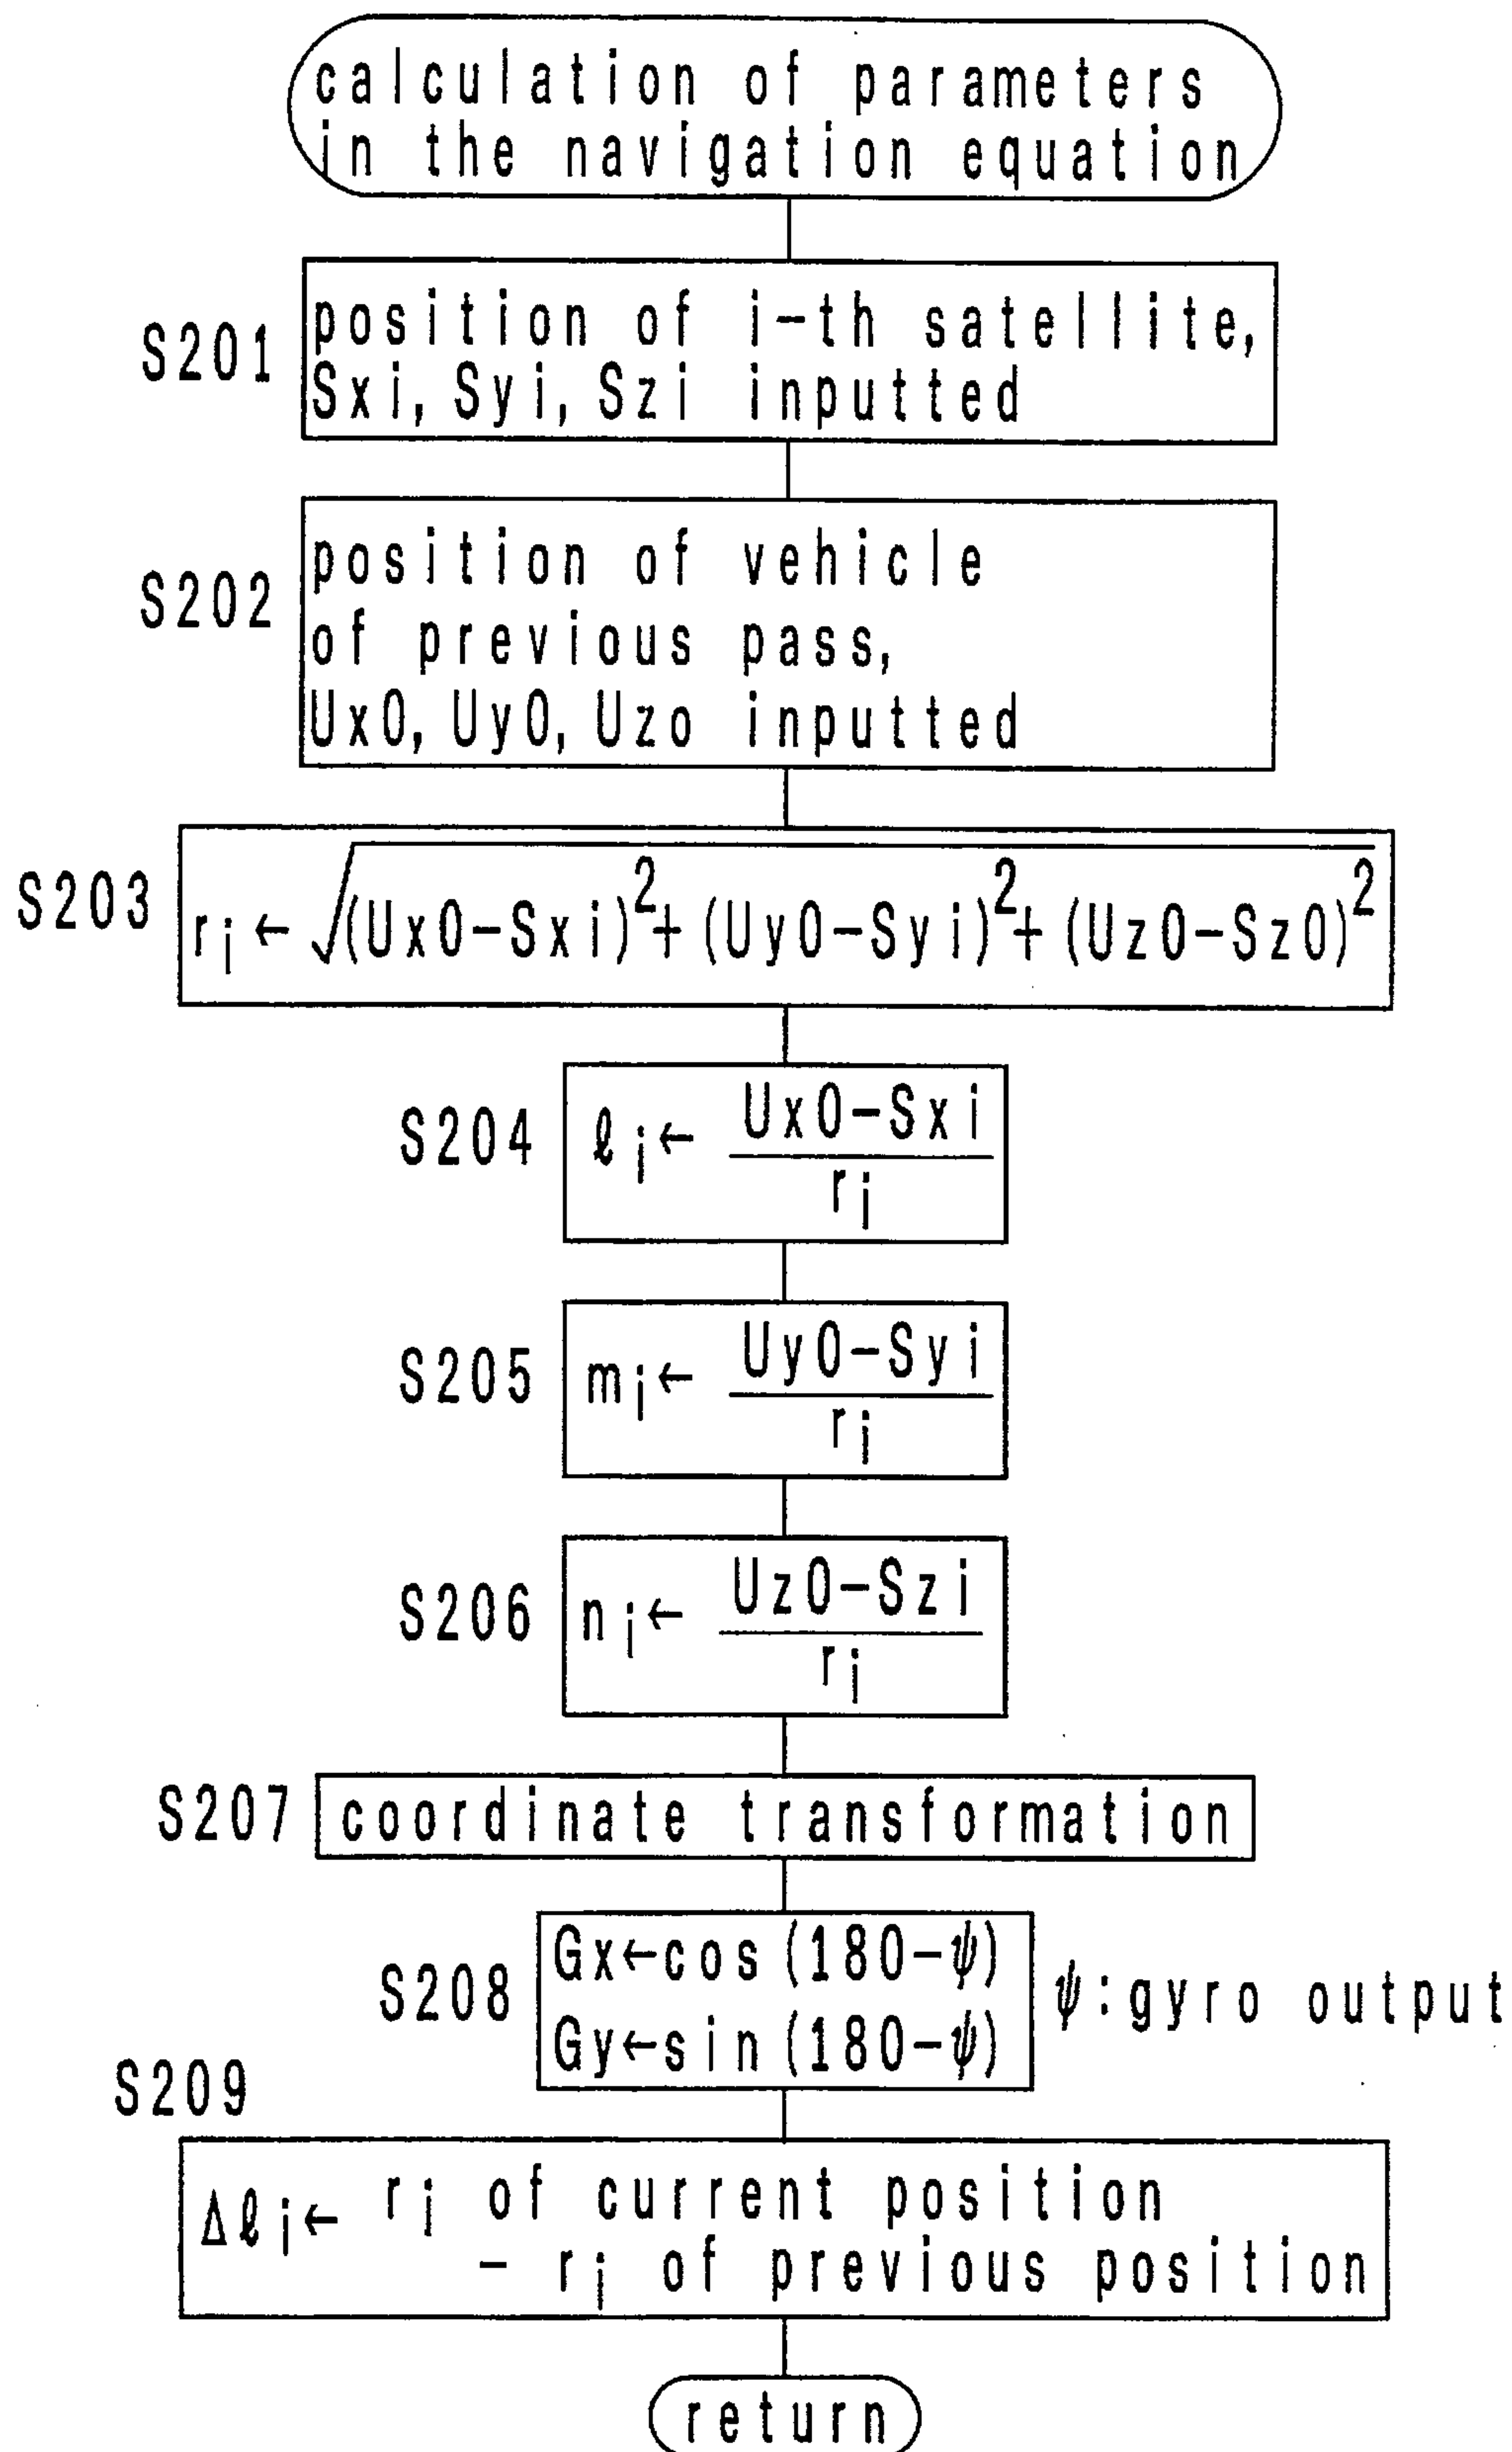 calculation of parameters
in the navigation equation
S201
position of i-th satellite,
Sxi, Syi, Szi inputted
S202
position of vehicle
of previous pass,
Ux0, Uy0, Uzo inputted
S203
ri ← √(Ux0-Sxi)²+(Uy0-Syi)²+(Uz0-Sz0)²
S204
ℓi← Ux0-Sxi
ri
S205
mi← Uy0-Syi
ri
S206
ni← Uz0-Szi
ri
S207
coordinate transformation
S208
Gx←cos(180-ψ)
Gy←sin(180-ψ)
ψ:gyro output
S209
Δℓi← ri of current position
- ri of previous position
return